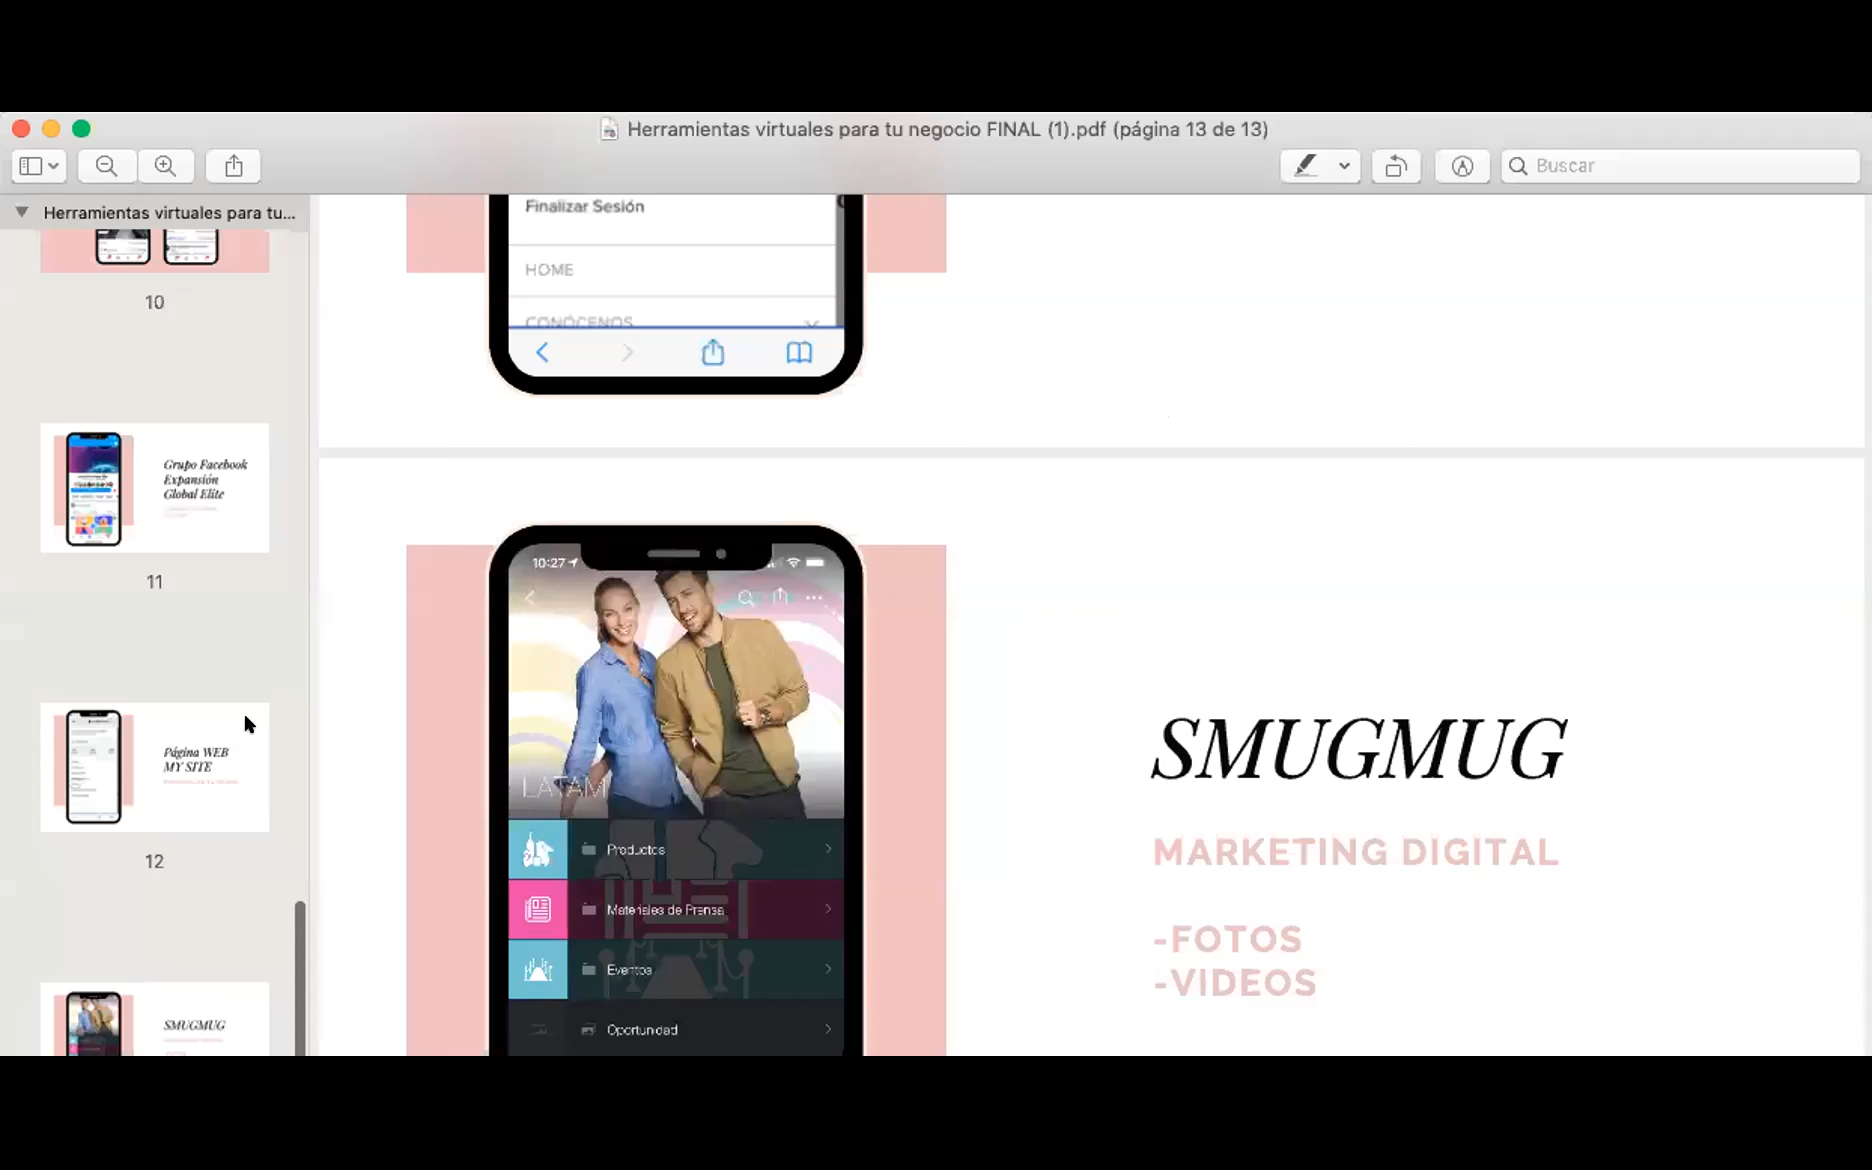 Herramientas virtuales para tu negocio FINAL (1).pdf (página 13 de 13)
Buscar
Herramientas virtuales para tu...
10
Grupo Facebook
Expansión
Global Elite
11
Página WEB
MY SITE
12
SMUGMUG
Finalizar Sesión
HOME
CONÓCENOS
10:27
LATAM
Productos
Materiales de Prensa
Eventos
Oportunidad
SMUGMUG
MARKETING DIGITAL
-FOTOS
-VIDEOS